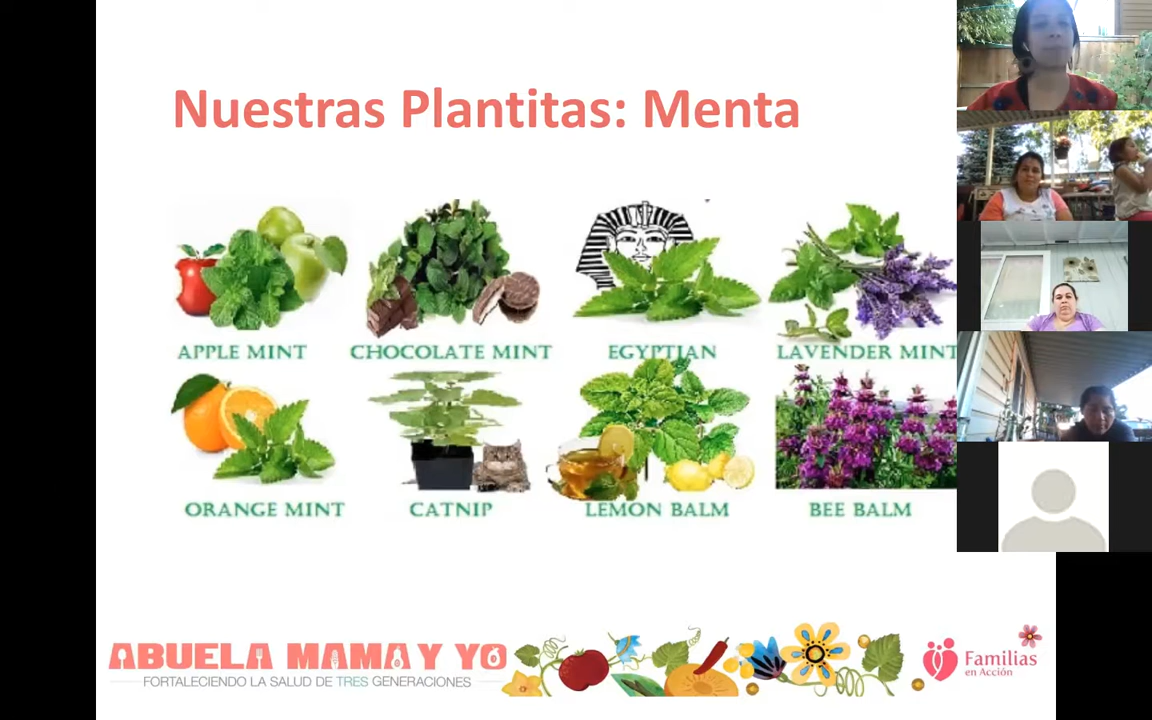 Nuestras Plantitas: Menta
APPLE MINT
CHOCOLATE MINT
EGYPTIAN
LAVENDER MINT
ORANGE MINT
CATNIP
LEMON BALM
BEE BALM
ABUELA MAMA Y YO
FORTALECIENDO LA SALUD DE TRES GENERACIONES
Familias
en Acción